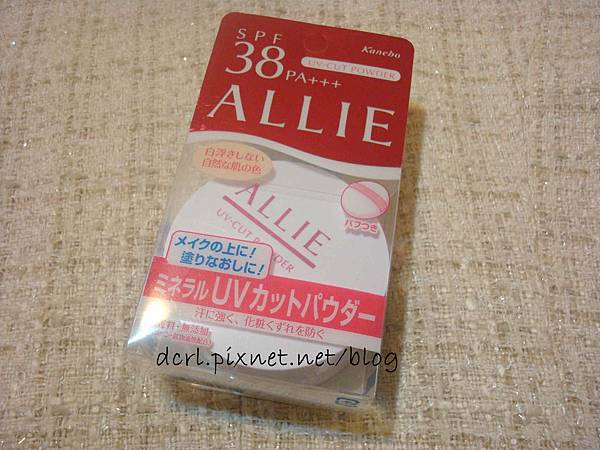 SPF
38 PA+++
Kanebo
UV-CUT POWDER
ALLIE
白浮きしない
自然な肌の色
ALLIE
UV-CUT POWDER
パフつき
メイクの上に!
塗りなおしに!
ミネラルUVカットパウダー
汗に強く、化粧くずれを防ぐ
無添加
dcrl.pixnet.net/blog